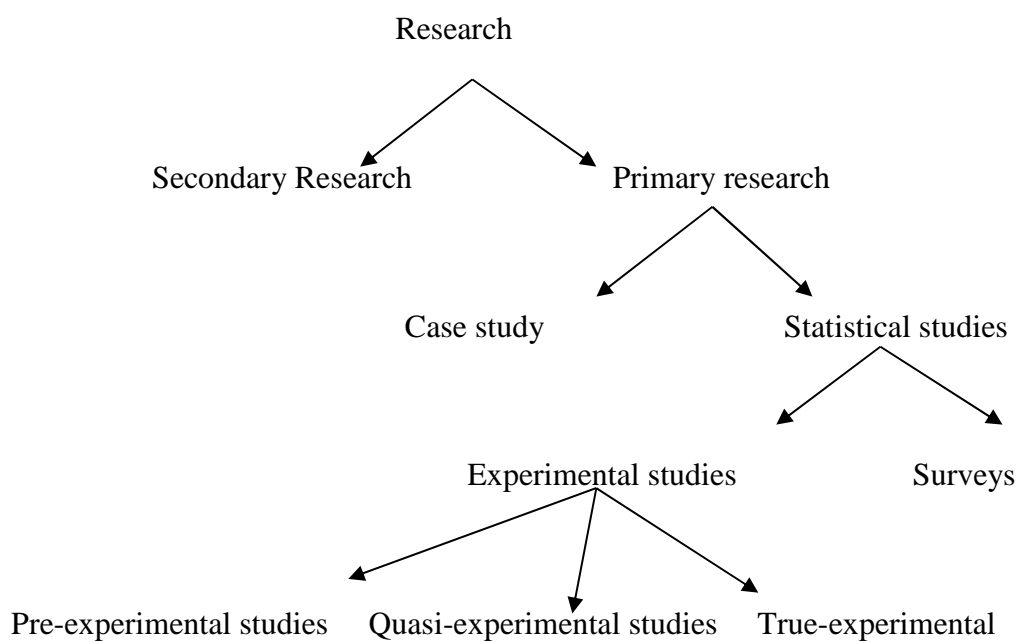 Research
Secondary Research Primary research
Case study Statistical studies
Experimental studies Surveys
Pre-experimental studies Quasi-experimental studies True-experimental